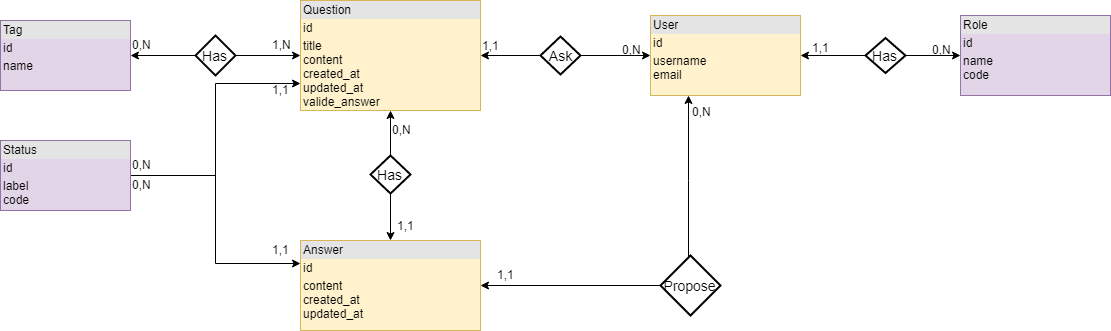 Tag
id
name
0,N
Has
1,N
Question
id
title
content
created_at
updated_at
valide_answer
1,1
1,1
Ask
0,N
User
id
username
email
1,1
Has
0,N
Role
id
name
code
Status
id
label
code
0,N
0,N
0,N
Has
1,1
0,N
Propose
1,1
1,1
Answer
id
content
created_at
updated_at